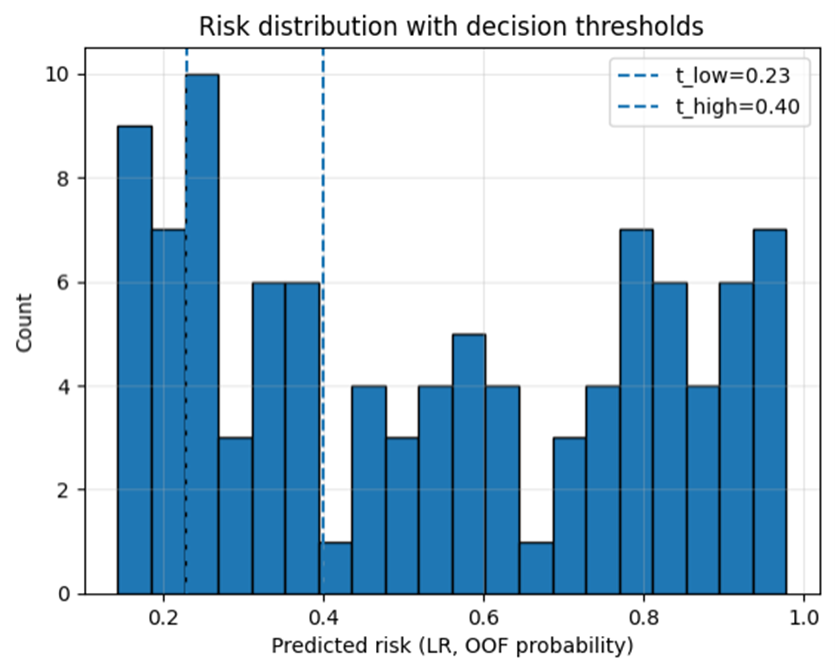 Risk distribution with decision thresholds
t_low=0.23
t_high=0.40
10
8
6
4
2
0
Count
0.2 0.4 0.6 0.8 1.0
Predicted risk (LR, OOF probability)